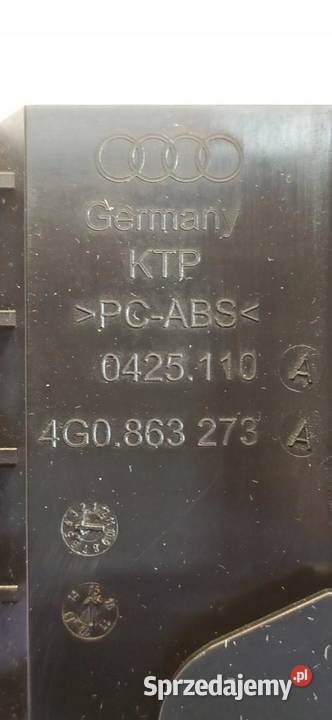 Germany
KTP
>PC-ABS<
0425.110 A
4G0.863 273 A
Sprzedajemy.pl